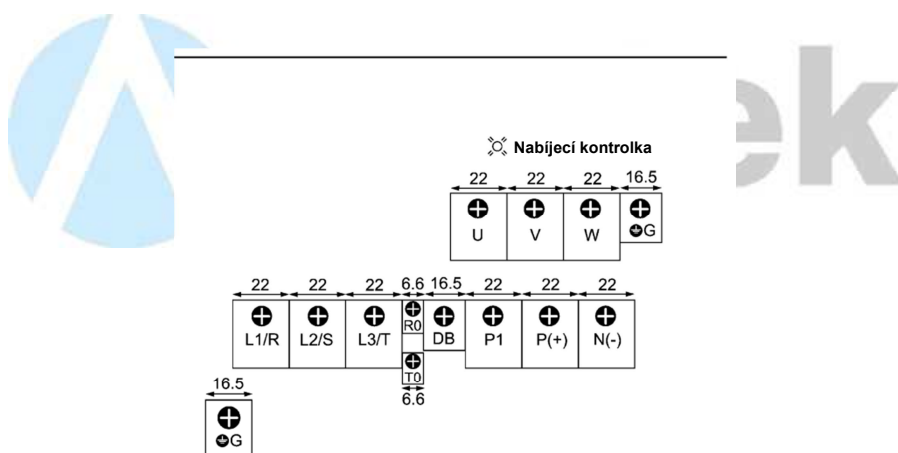 ek
Nabíjecí kontrolka
22 22 22 16.5
U V W G
22 22 22 6.6 16.5 22 22 22
L1/R L2/S L3/T R0 DB P1 P(+) N(-)
T0
6.6
16.5
G